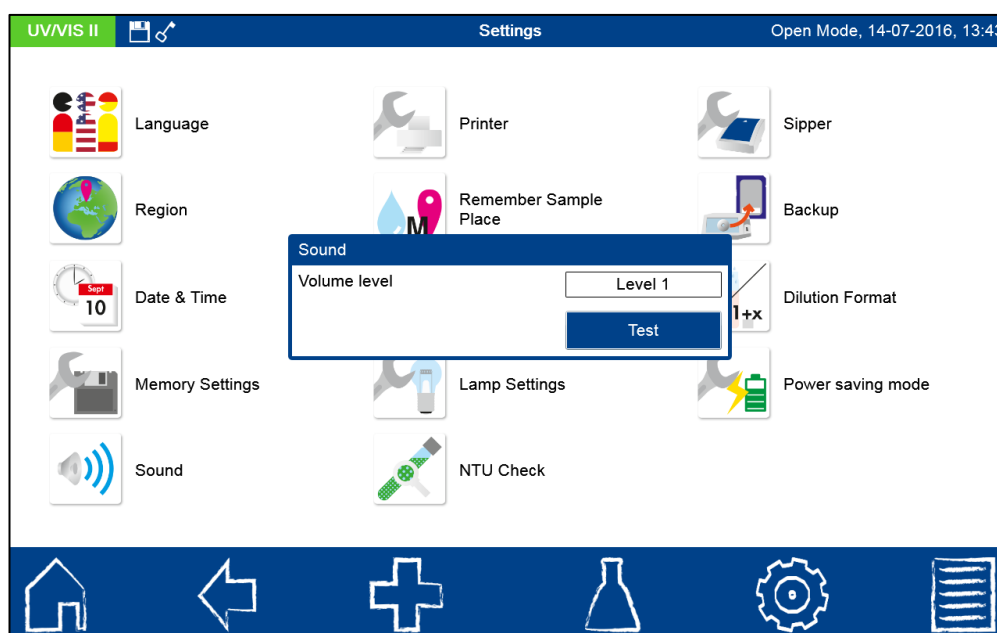 UV/VIS II
Settings
Open Mode, 14-07-2016, 13:43
Language
Printer
Sipper
Region
Remember Sample
Place
Backup
M
Sound
Volume level
Level 1
Test
Sept
10
Date & Time
1+x
Dilution Format
Memory Settings
Lamp Settings
Power saving mode
Sound
NTU Check